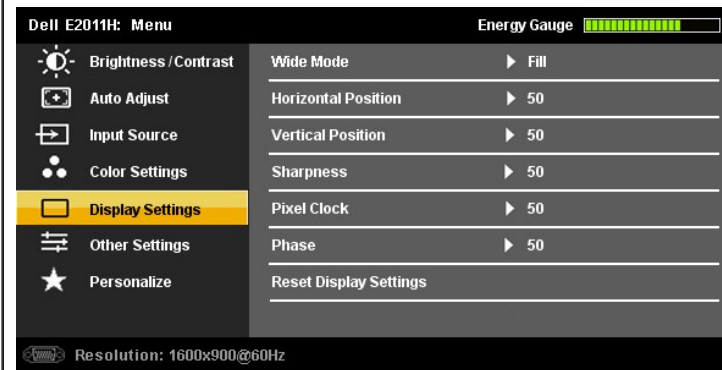 Dell E2011H: Menu Energy Gauge
Brightness / Contrast Wide Mode Fill
Auto Adjust Horizontal Position 50
Input Source Vertical Position 50
Color Settings Sharpness 50
Display Settings Pixel Clock 50
Other Settings Phase 50
Personalize Reset Display Settings
Resolution: 1600x900@60Hz